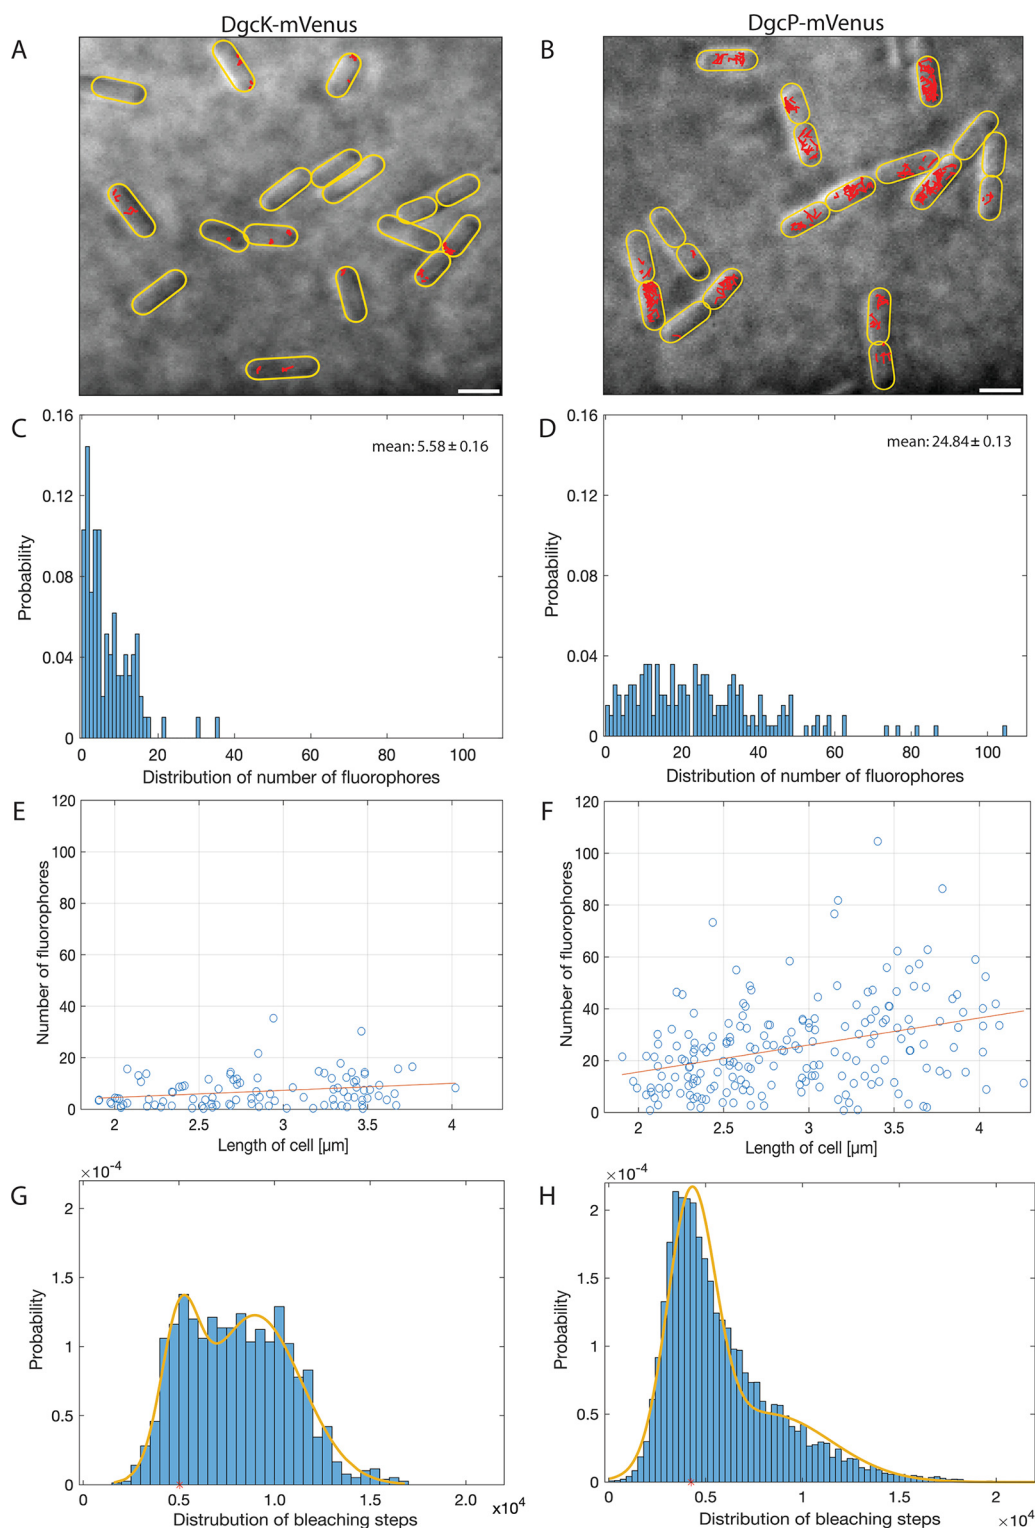 DgcK-mVenus
DgcP-mVenus
A
B
C
0.16
0.12
0.08
0.04
0
Probability
mean: 5.58 ± 0.16
0 20 40 60 80 100
Distribution of number of fluorophores
D
0.16
0.12
0.08
0.04
0
Probability
mean: 24.84 ± 0.13
0 20 40 60 80 100
Distribution of number of fluorophores
E
120
100
80
60
40
20
0
Number of fluorophores
2 2.5 3 3.5 4
Length of cell [µm]
F
120
100
80
60
40
20
0
Number of fluorophores
2 2.5 3 3.5 4
Length of cell [µm]
G
×10⁻⁴
2
1.5
1
0.5
0
Probability
0 0.5 1.5 2.0
x10⁴
Distrubution of bleaching steps
H
×10⁻⁴
2
1.5
1
0.5
0
Probability
0 0.5 1 1.5 2
×10⁴
Distribution of bleaching steps